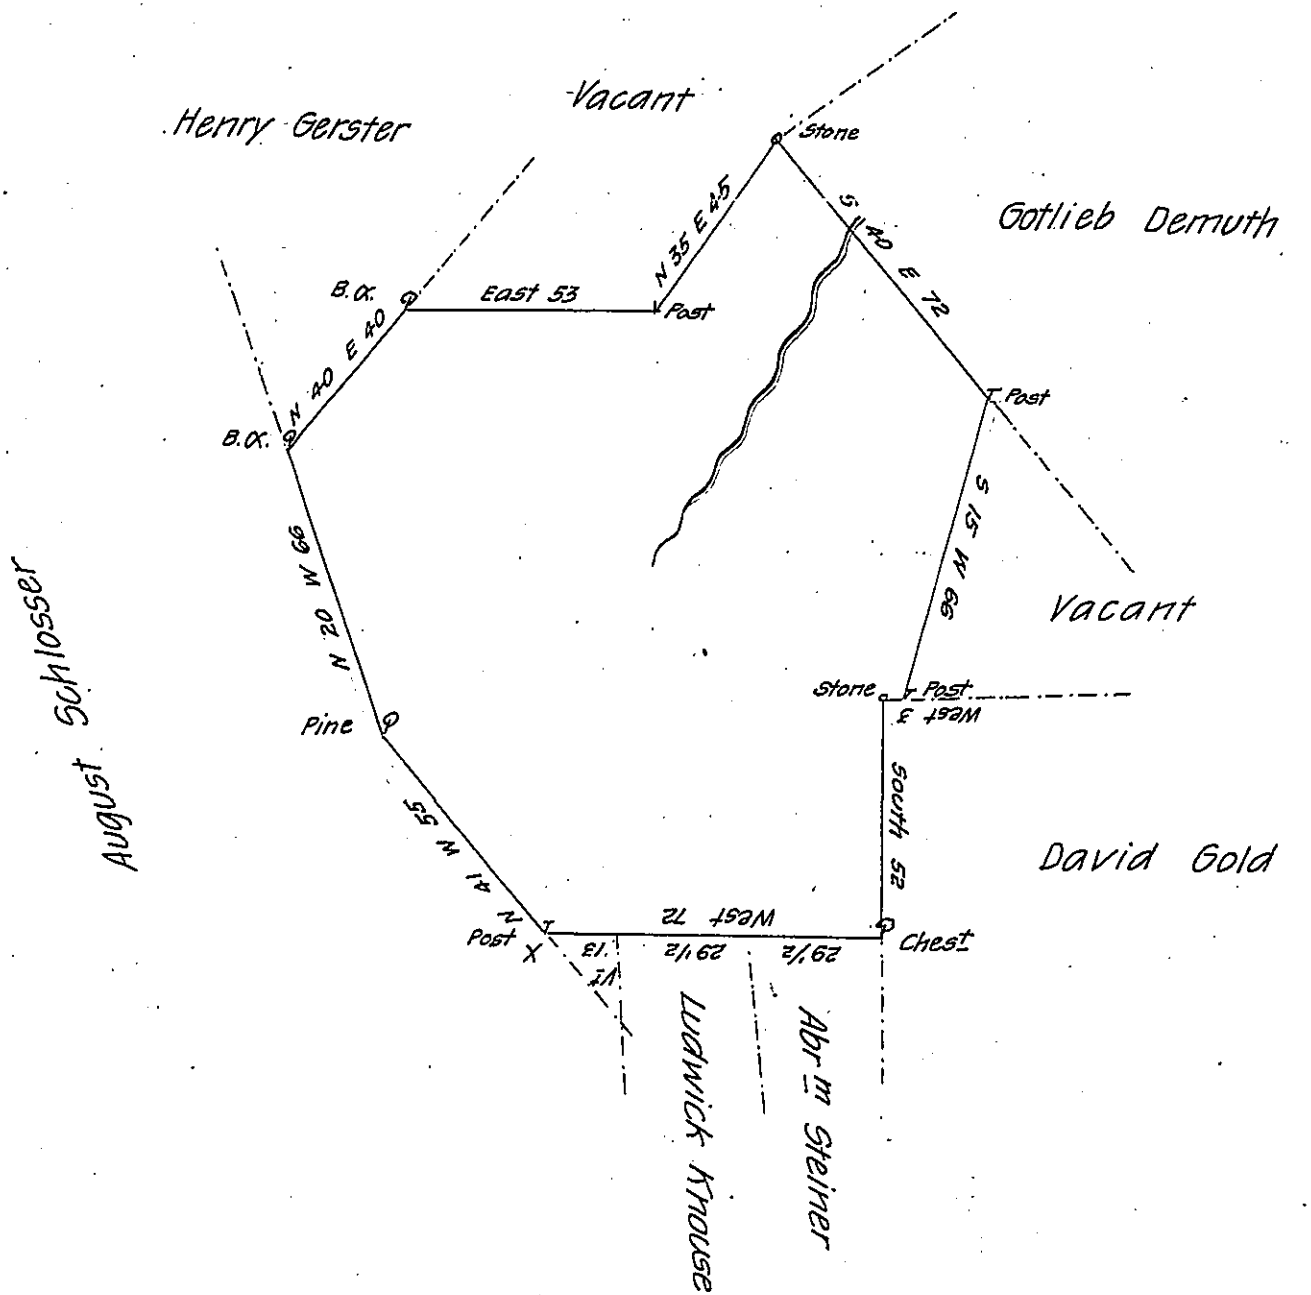 Vacant
Henry Gerster
Stone
Gotlieb Demuth
N 35 E 45
S 40 E 72
B.O.
East 53
Post
N 40 E 40
B.O.
Post
S 15 W 66
N 20 W 66
August Schlosser
Vacant
Stone
Post
West 3
Pine
South 52
N 41 W 55
David Gold
Post
X
West 72
Chest
13
29 1/2
29 1/2
Vt
Ludwick Knouse
Abrm Steiner